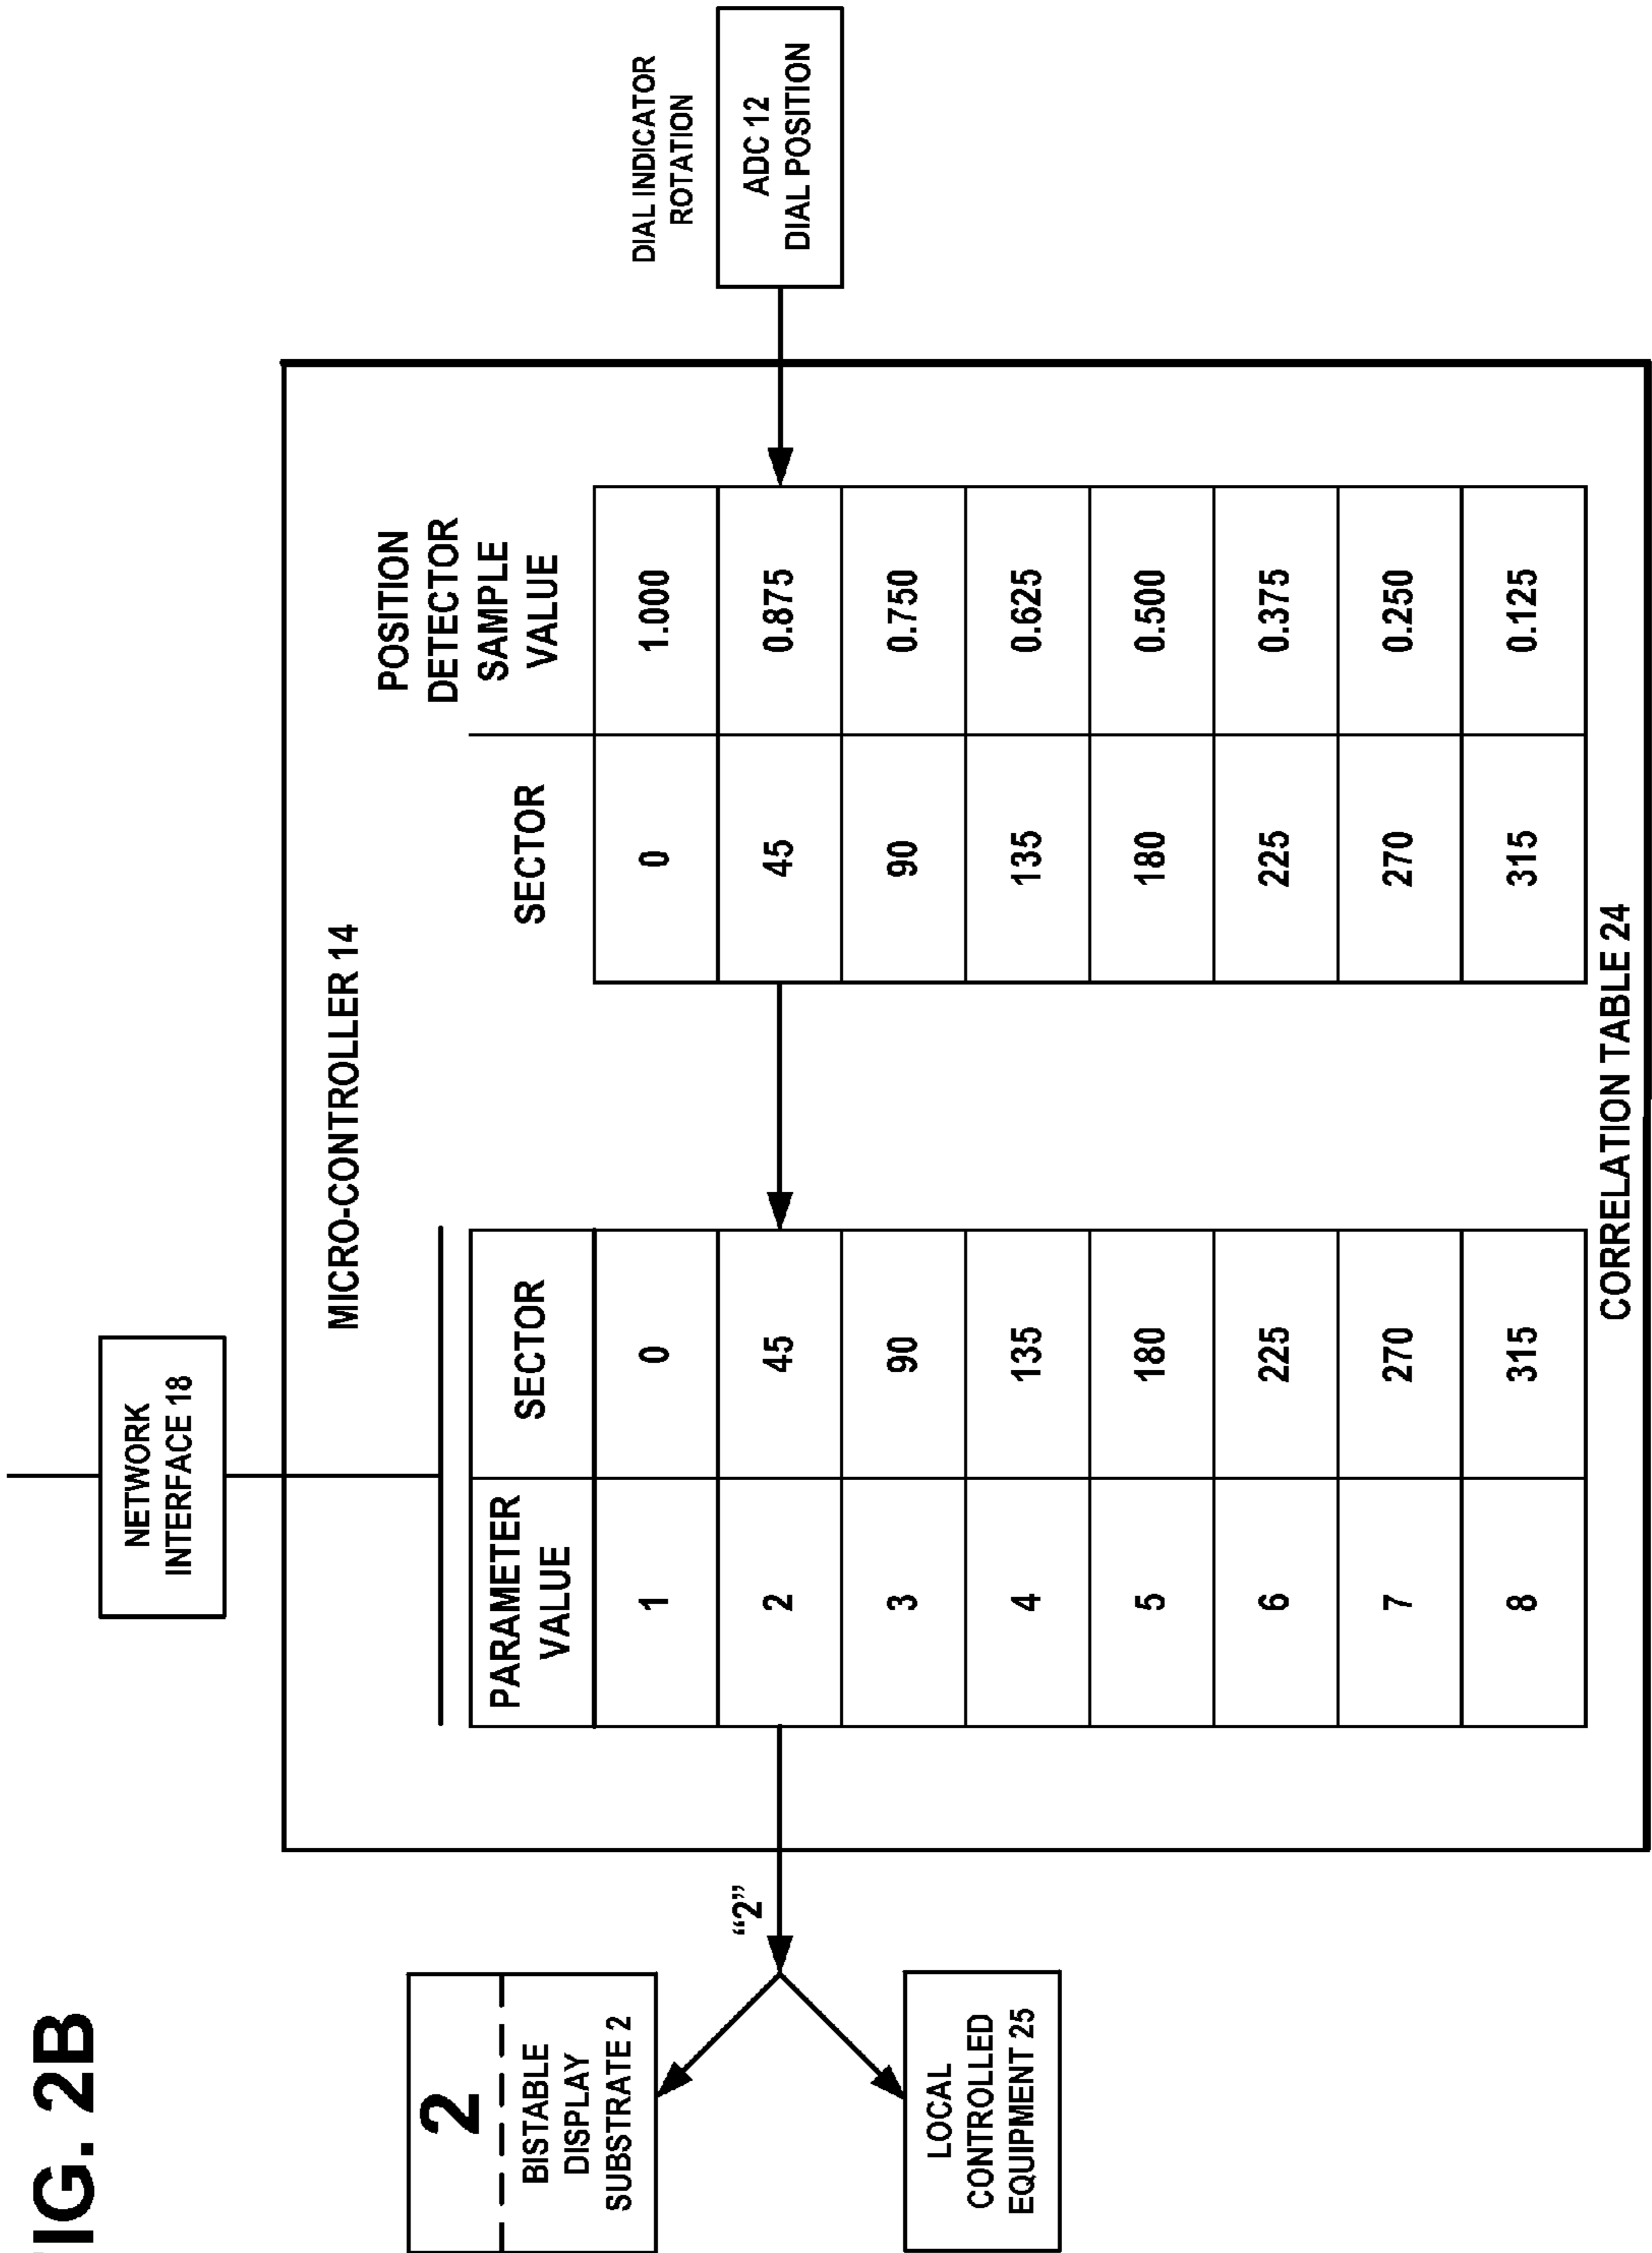 FIG. 2B
NETWORK
INTERFACE 18
MICRO-CONTROLLER 14
PARAMETER
VALUE
SECTOR
SECTOR
POSITION
DETECTOR
SAMPLE
VALUE
1 0 0 1.000
2 45 45 0.875
3 90 90 0.750
4 135 135 0.625
5 180 180 0.500
6 225 225 0.375
7 270 270 0.250
8 315 315 0.125
CORRELATION TABLE 24
DIAL INDICATOR
ROTATION
ADC 12
DIAL POSITION
“2”
2
BISTABLE
DISPLAY
SUBSTRATE 2
LOCAL
CONTROLLED
EQUIPMENT 25